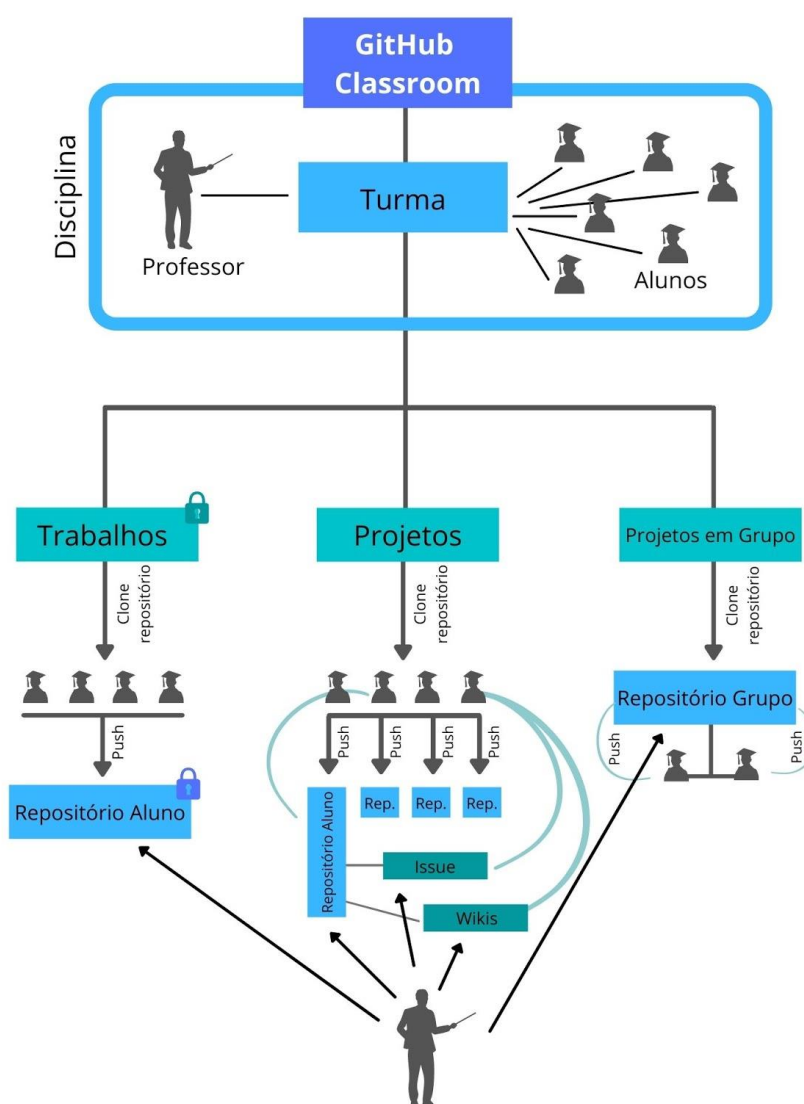 GitHub
Classroom
Disciplina
Turma
Professor
Alunos
Trabalhos
Projetos
Projetos em Grupo
Clone
repositório
Clone
repositório
Clone
repositório
Repositório Grupo
Push
Push
Push
Push
Push
Push
Push
Repositório Aluno
Repositório Aluno
Rep.
Rep.
Rep.
Issue
Wikis